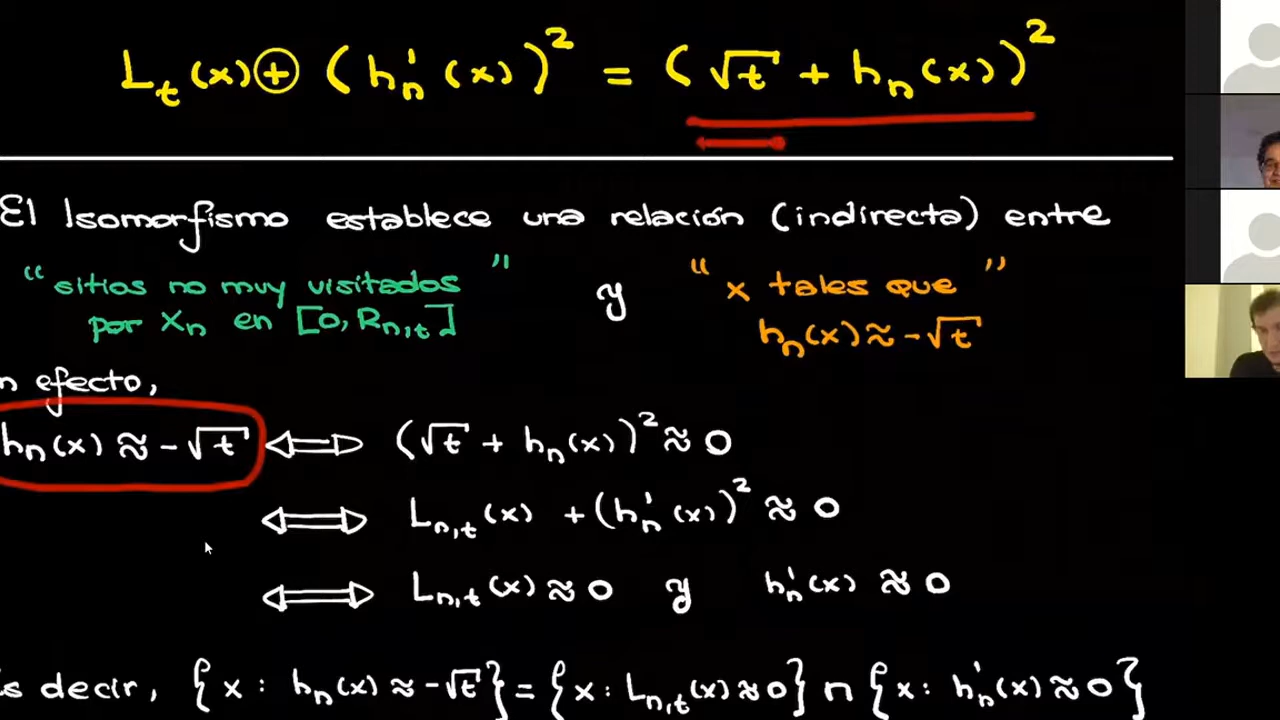 L_t(x) ⊕ (h'_n(x))² = (√t + h_n(x))²
El Isomorfismo establece una relación (indirecta) entre
“sitios no muy visitados por X_n en [0, R_{n,t}]” y “x tales que h_n(x) ≈ -√t”
n efecto,
h_n(x) ≈ -√t ⟺ (√t + h_n(x))² ≈ 0
⟺ L_{n,t}(x) + (h'_n(x))² ≈ 0
⟺ L_{n,t}(x) ≈ 0 y h'_n(x) ≈ 0
s decir, {x : h_n(x) ≈ -√t} = {x : L_{n,t}(x) ≈ 0} ∩ {x : h'_n(x) ≈ 0}